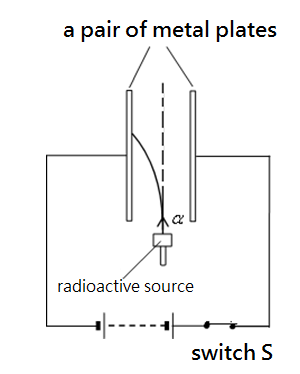 a pair of metal plates
α
radioactive source
switch S